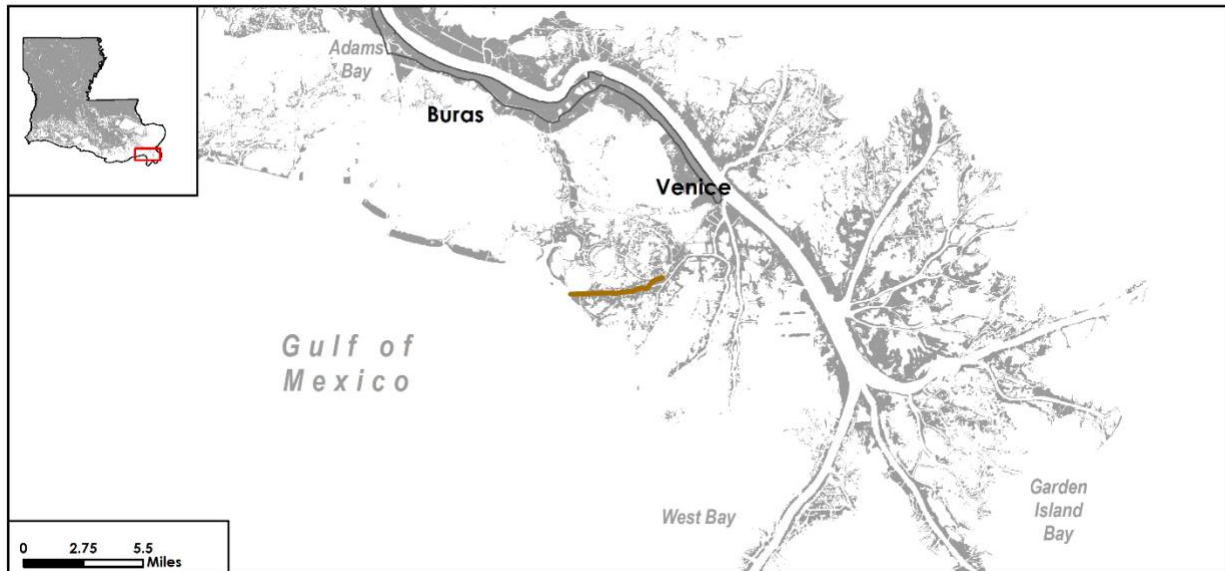 Adams
Bay
Buras
Venice
Gulf of
Mexico
West Bay
Garden
Island
Bay
0 2.75 5.5
Miles